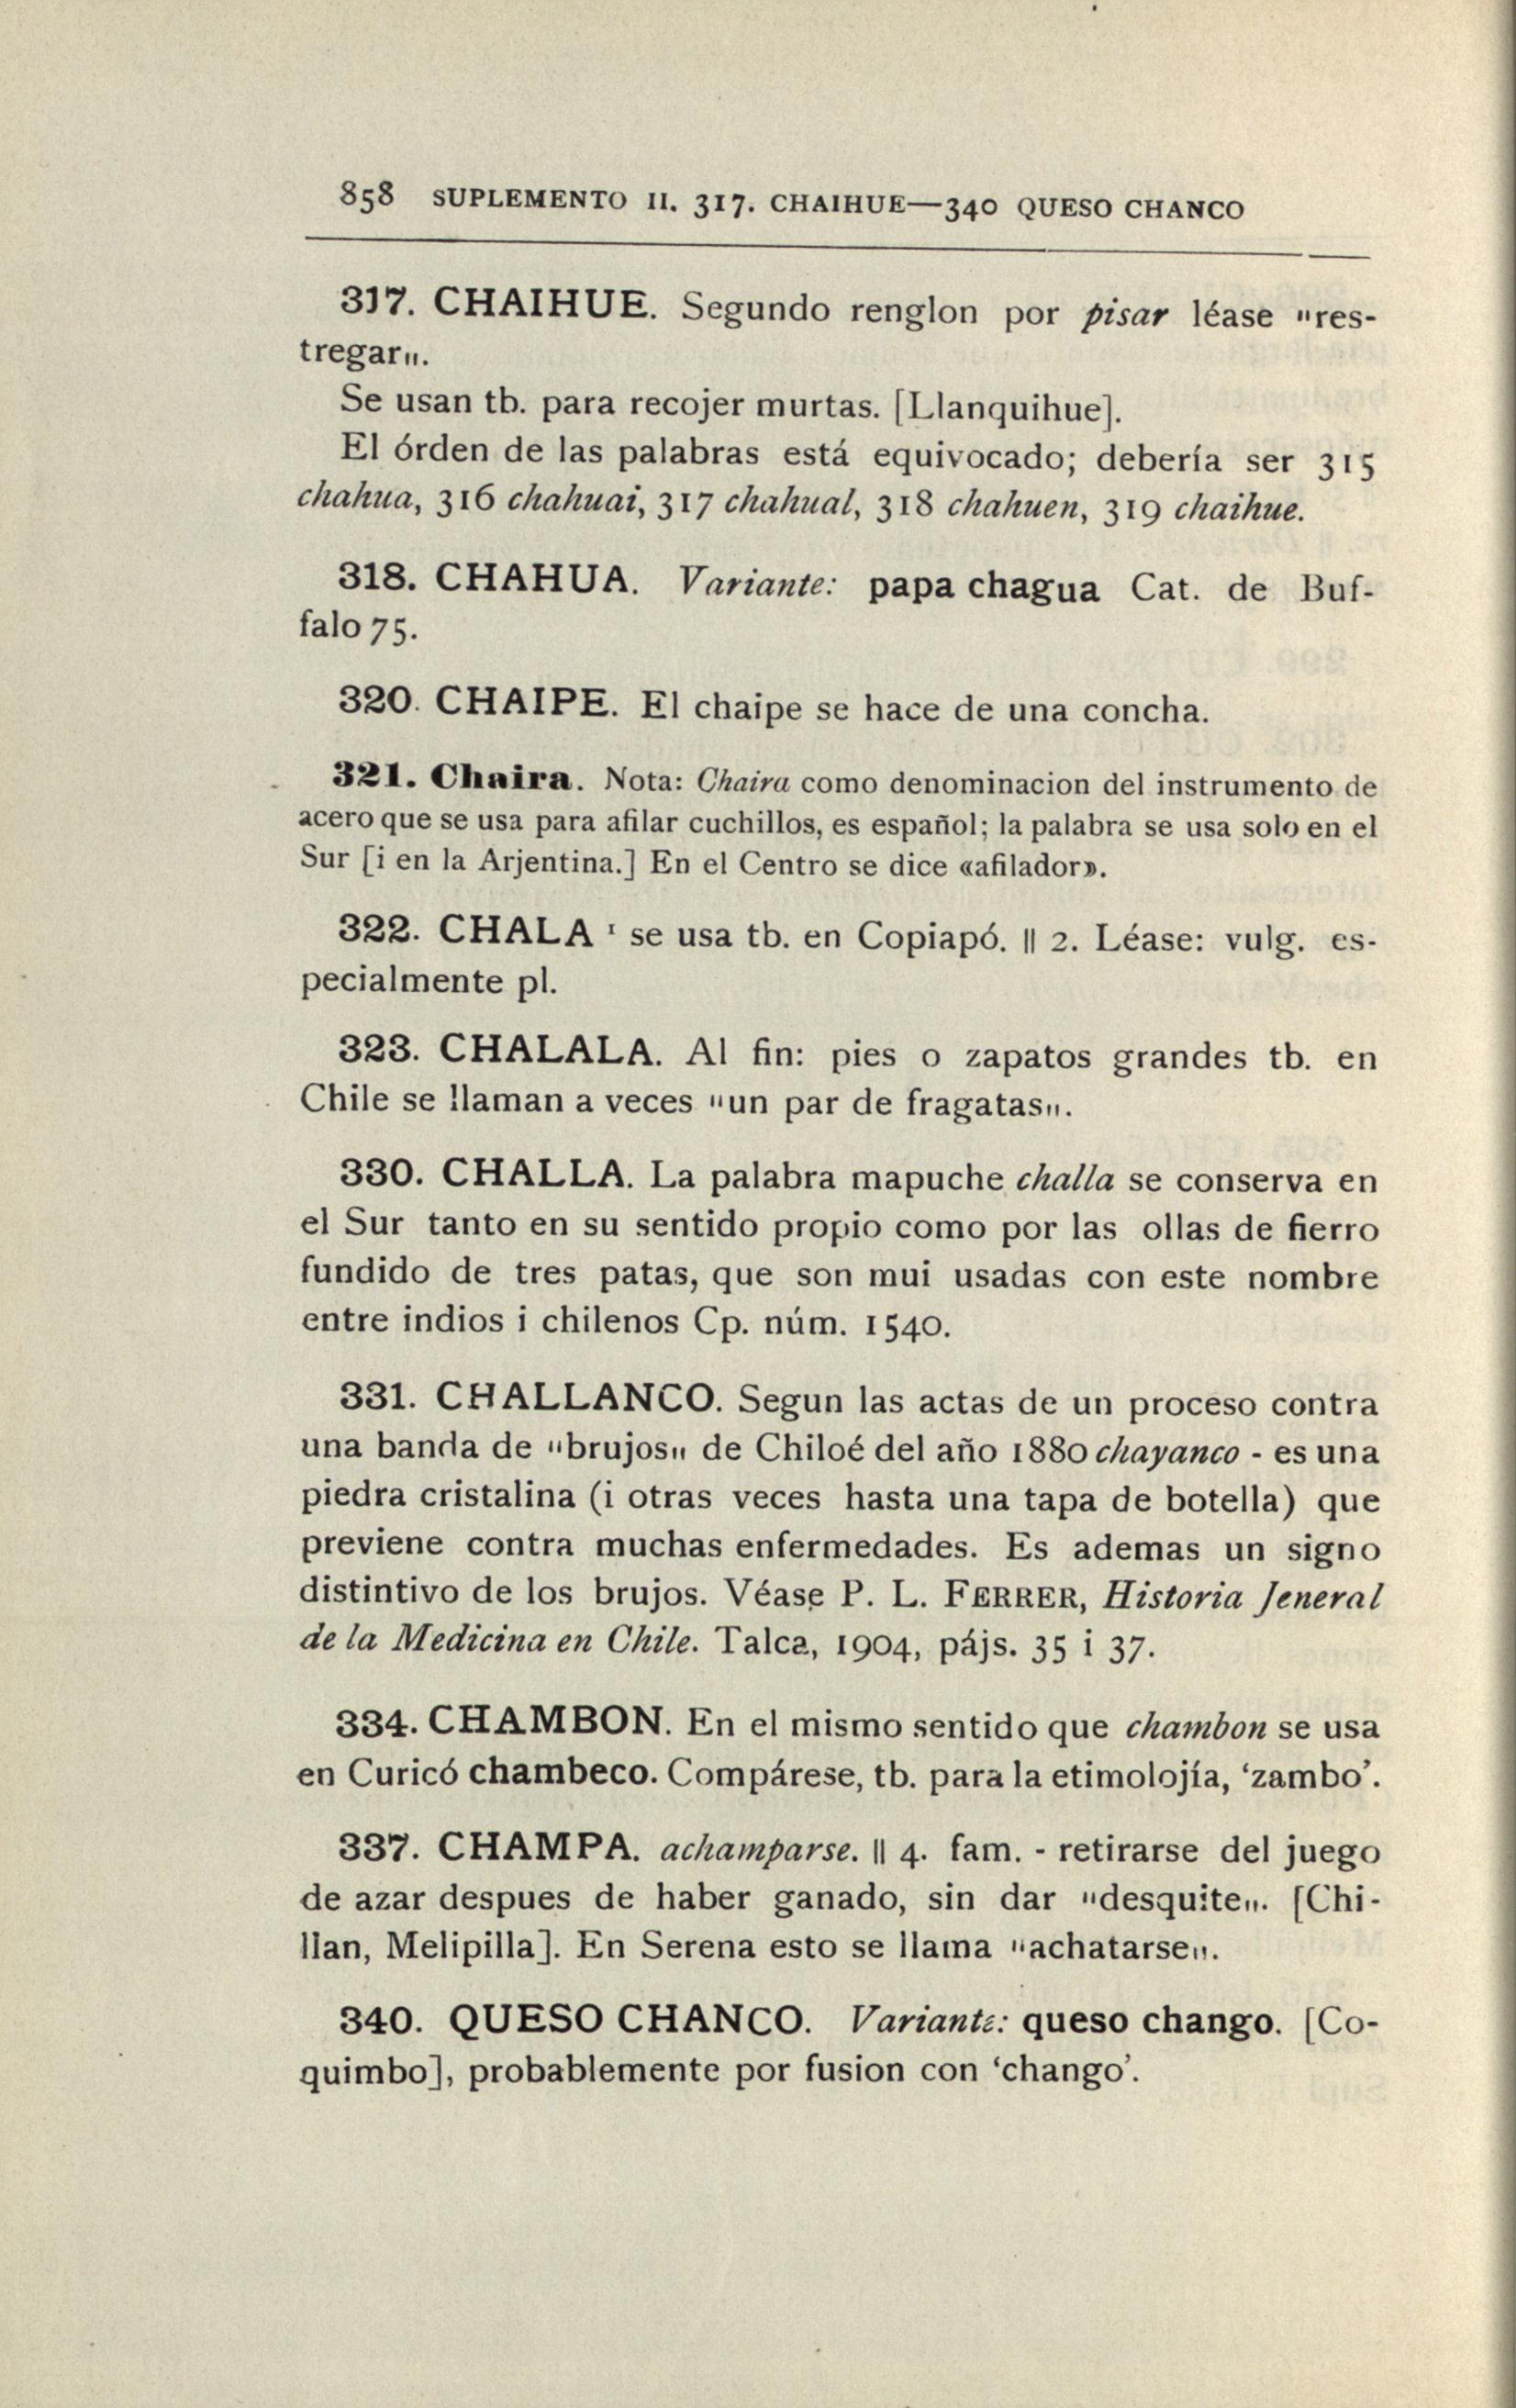 858 SUPLEMENTO II. 317. CHAIHUE—340 QUESO CHANCO
317. CHAIHUE. Segundo renglon por pisar léase "res-
tregar„.
Se usan tb. para recojer murtas. [Llanquihue].
El órden de las palabras está equivocado; debería ser 315
chahua, 316 chahuai, 317 chahual, 318 chahuen, 319 chaihue.
318. CHAHUA. Variante: papa chagua Cat. de Buf-
falo 75.
320. CHAIPE. El chaipe se hace de una concha.
321. Chaira. Nota: Chaira como denominacion del instrumento de
acero que se usa para afilar cuchillos, es español; la palabra se usa solo en el
Sur [i en la Arjentina.] En el Centro se dice «afilador».
322. CHALA ¹ se usa tb. en Copiapó. || 2. Léase: vulg. es-
pecialmente pl.
323. CHALALA. Al fin: pies o zapatos grandes tb. en
Chile se llaman a veces "un par de fragatas„.
330. CHALLA. La palabra mapuche challa se conserva en
el Sur tanto en su sentido propio como por las ollas de fierro
fundido de tres patas, que son mui usadas con este nombre
entre indios i chilenos Cp. núm. 1540.
331. CHALLANCO. Segun las actas de un proceso contra
una banda de "brujos„ de Chiloé del año 1880 chayanco - es una
piedra cristalina (i otras veces hasta una tapa de botella) que
previene contra muchas enfermedades. Es ademas un signo
distintivo de los brujos. Véase P. L. FERRER, Historia Jeneral
de la Medicina en Chile. Talca, 1904, pájs. 35 i 37.
334. CHAMBON. En el mismo sentido que chambon se usa
en Curicó chambeco. Compárese, tb. para la etimolojía, ‘zambo’.
337. CHAMPA. achamparse. || 4. fam. - retirarse del juego
de azar despues de haber ganado, sin dar "desquite„. [Chi-
llan, Melipilla]. En Serena esto se llama "achatarse„.
340. QUESO CHANCO. Variante: queso chango. [Co-
quimbo], probablemente por fusion con ‘chango’.